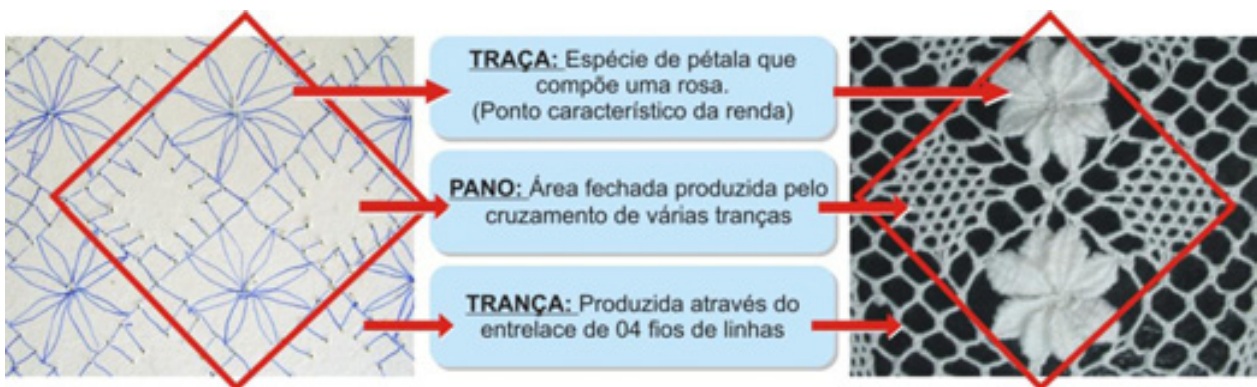 TRAÇA: Espécie de pétala que
compõe uma rosa.
(Ponto característico da renda)
PANO: Área fechada produzida pelo
cruzamento de várias tranças
TRANÇA: Produzida através do
entrelace de 04 fios de linhas